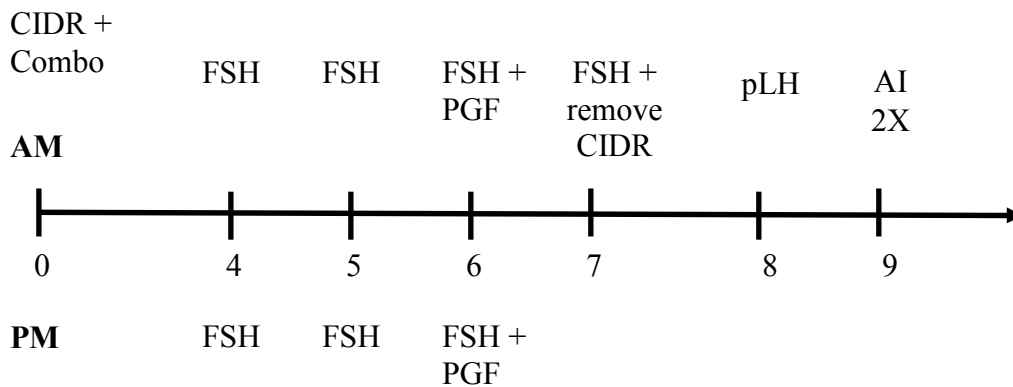 CIDR +
Combo
FSH
FSH
FSH +
PGF
FSH +
remove
CIDR
pLH
AI
2X
AM
0
4
5
6
7
8
9
PM
FSH
FSH
FSH +
PGF